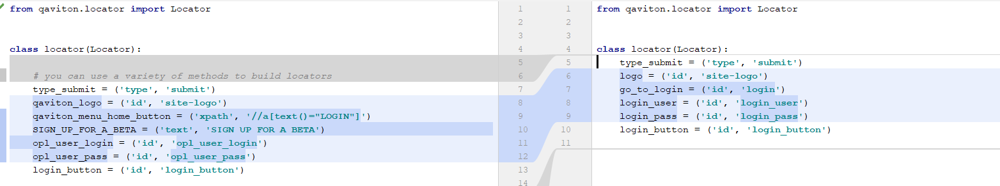 from qaviton.locator import Locator
class locator(Locator):
# you can use a variety of methods to build locators
type_submit = ('type', 'submit')
qaviton_logo = ('id', 'site-logo')
qaviton_menu_home_button = ('xpath', '//a[text()="LOGIN"]')
SIGN_UP_FOR_A_BETA = ('text', 'SIGN UP FOR A BETA')
opl_user_login = ('id', 'opl_user_login')
opl_user_pass = ('id', 'opl_user_pass')
login_button = ('id', 'login_button')
1 1
2 2
3 3
4 4
5 5
6 6
7 7
8 8
9 9
10 10
11 11
12
13
14
from qaviton.locator import Locator
class locator(Locator):
type_submit = ('type', 'submit')
logo = ('id', 'site-logo')
go_to_login = ('id', 'login')
login_user = ('id', 'login_user')
login_pass = ('id', 'login_pass')
login_button = ('id', 'login_button')